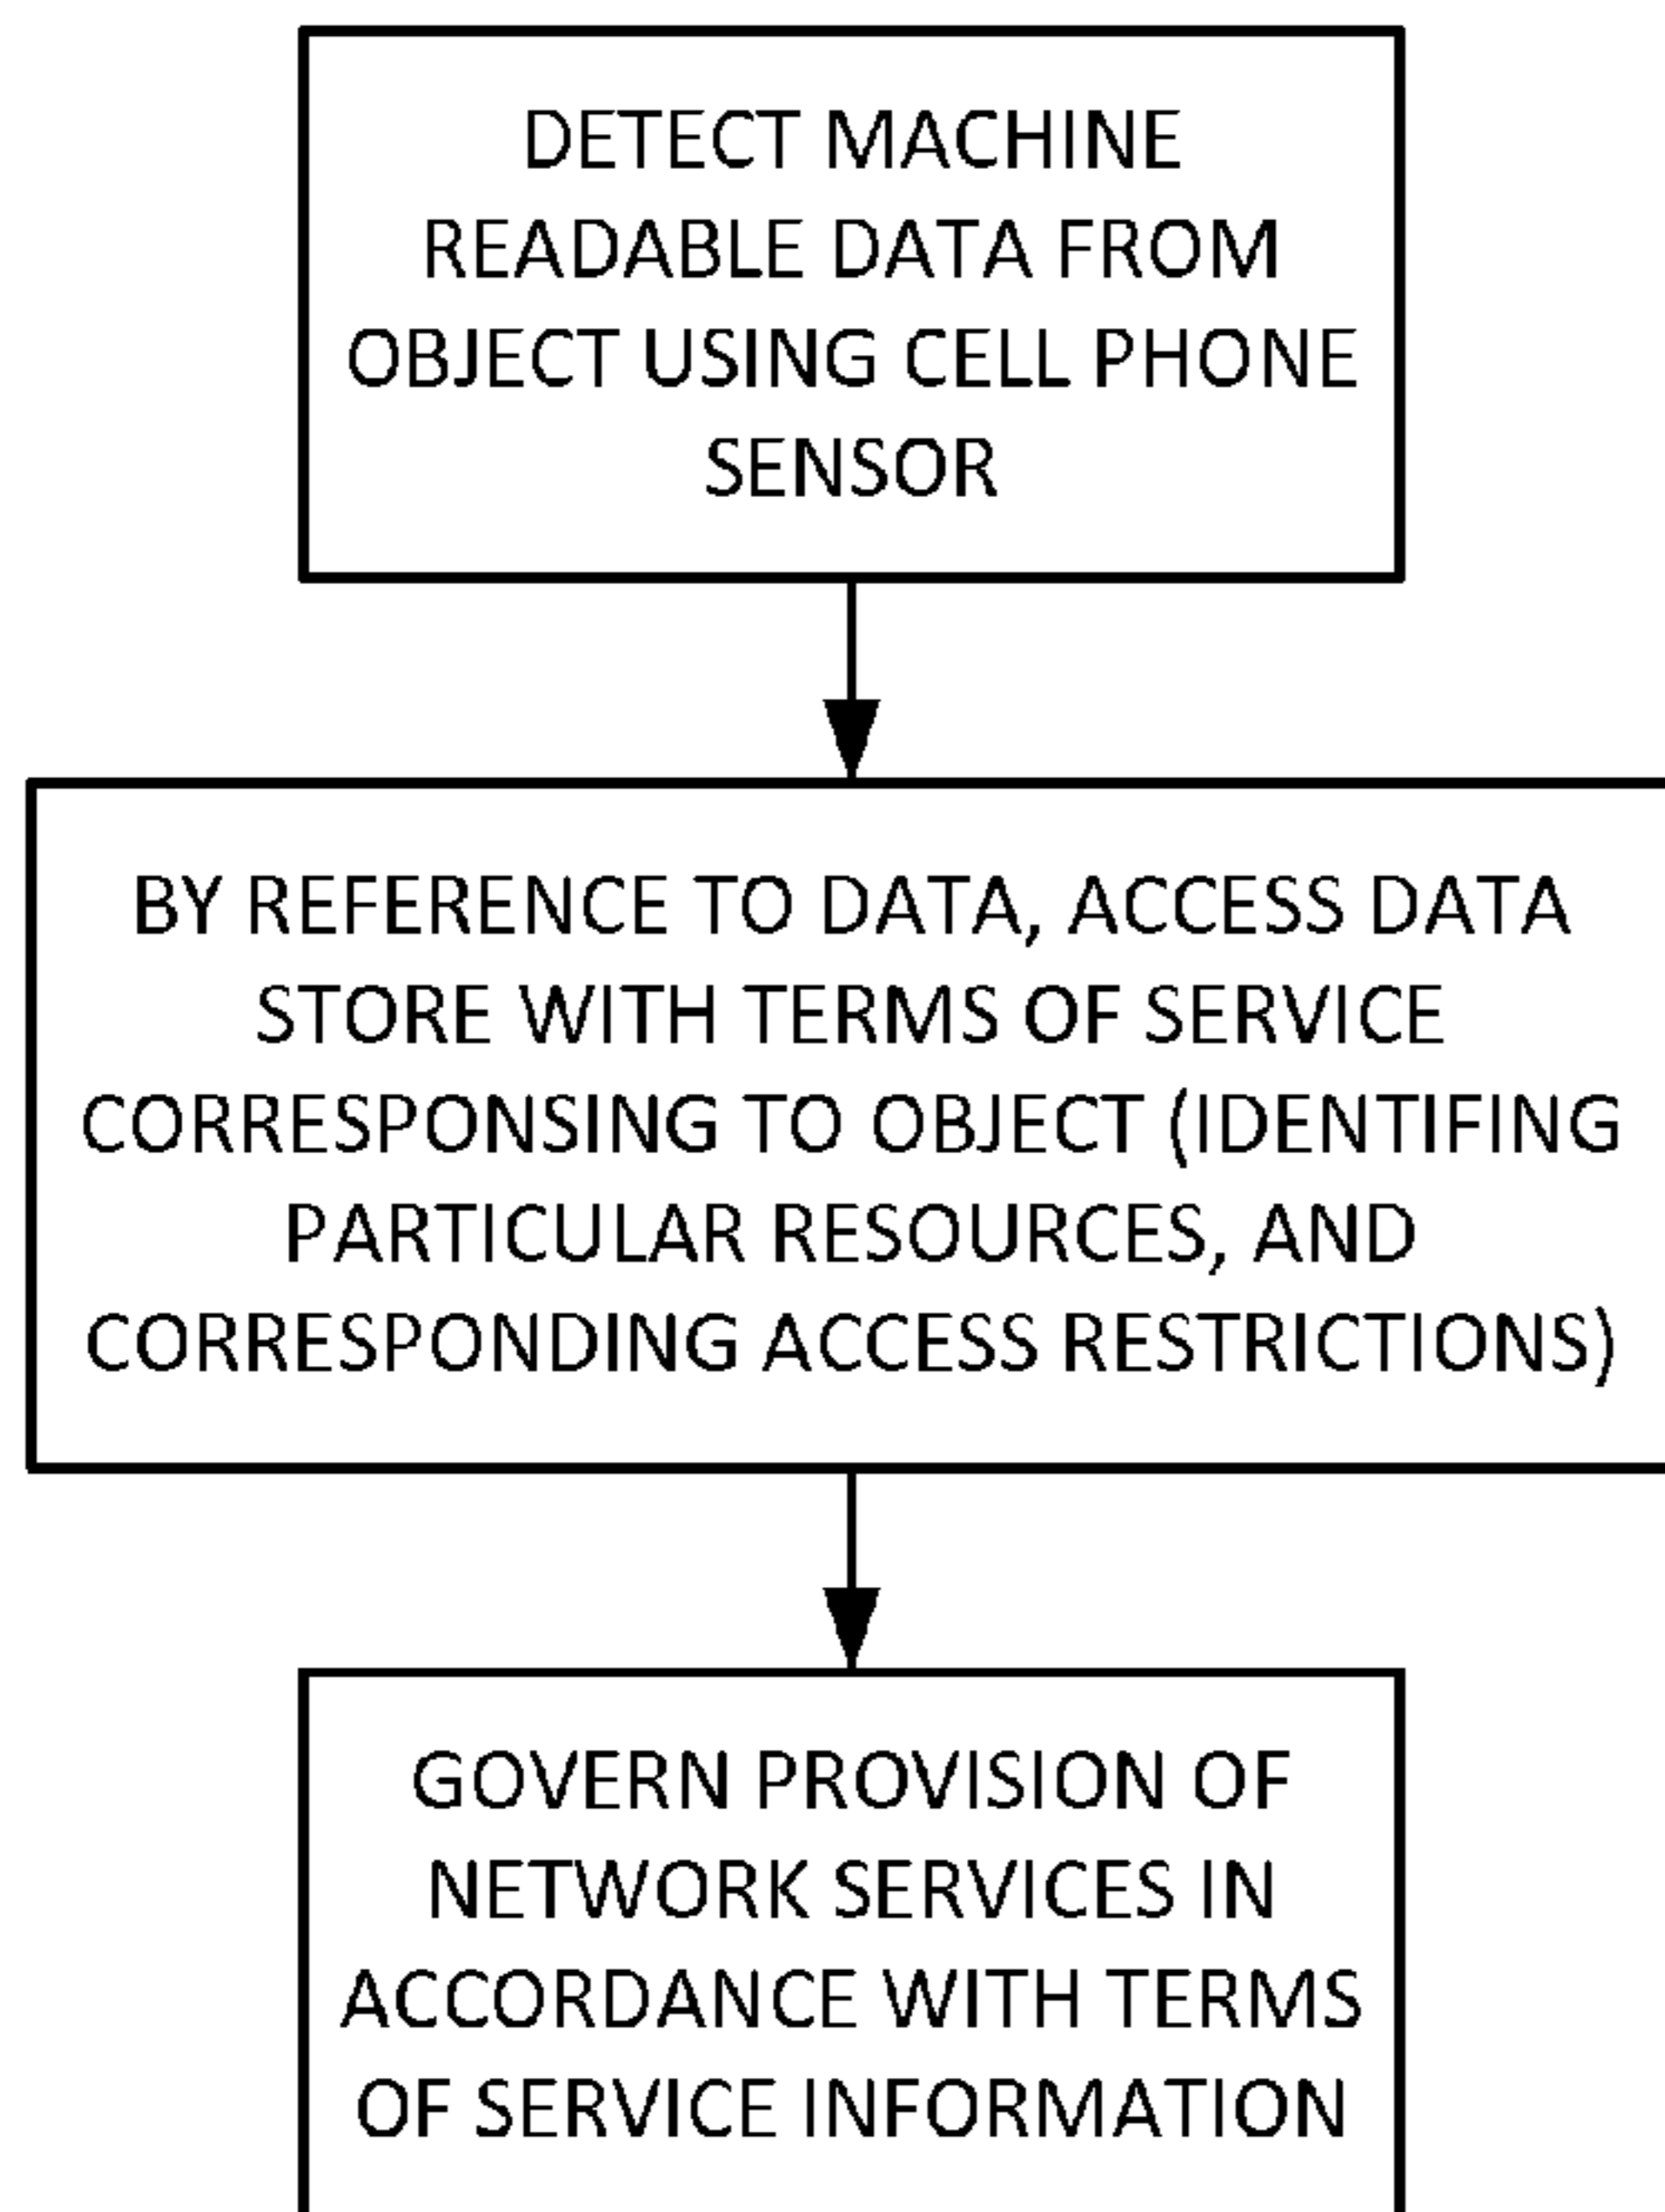 DETECT MACHINE
READABLE DATA FROM
OBJECT USING CELL PHONE
SENSOR
BY REFERENCE TO DATA, ACCESS DATA
STORE WITH TERMS OF SERVICE
CORRESPONSING TO OBJECT (IDENTIFING
PARTICULAR RESOURCES, AND
CORRESPONDING ACCESS RESTRICTIONS)
GOVERN PROVISION OF
NETWORK SERVICES IN
ACCORDANCE WITH TERMS
OF SERVICE INFORMATION